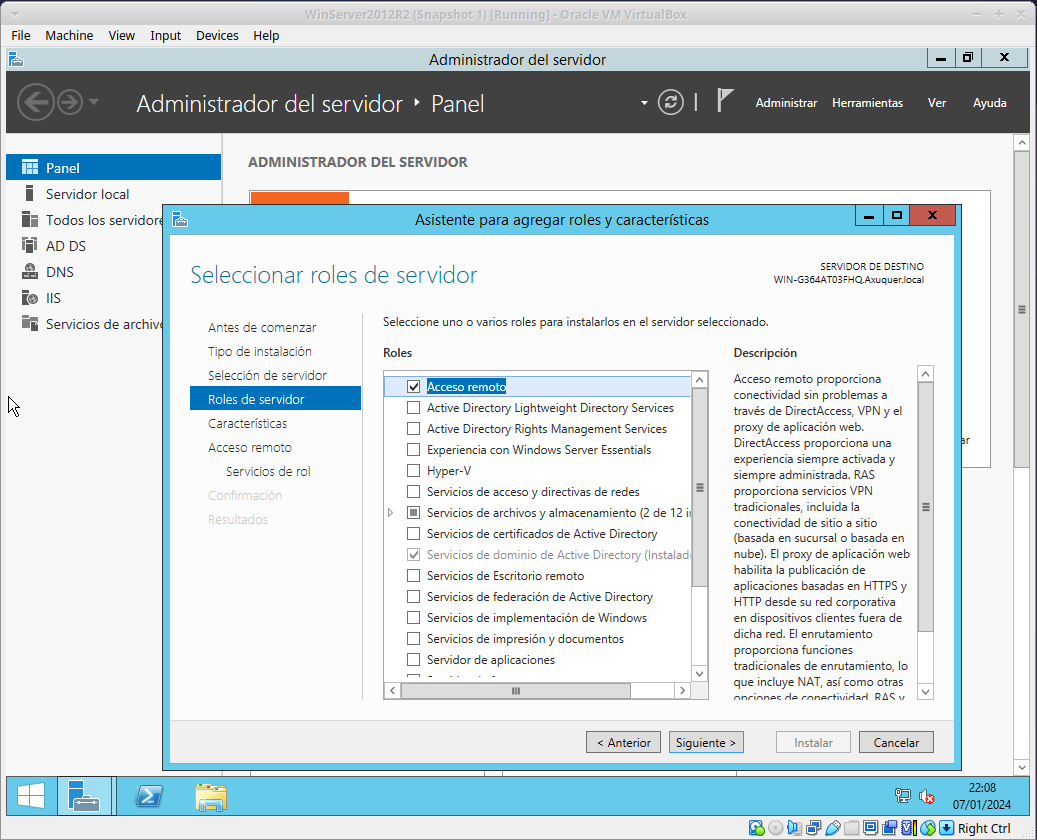 WinServer2012R2 (Snapshot 1) [Running] - Oracle VM VirtualBox
File Machine View Input Devices Help
Administrador del servidor
Administrador del servidor Panel
Administrar Herramientas Ver Ayuda
Panel
Servidor local
Todos los servidore
AD DS
DNS
IIS
Servicios de archivo
ADMINISTRADOR DEL SERVIDOR
Asistente para agregar roles y características
Seleccionar roles de servidor
SERVIDOR DE DESTINO
WIN-G364AT03FHQ.Axuquer.local
Antes de comenzar
Tipo de instalación
Selección de servidor
Roles de servidor
Características
Acceso remoto
Servicios de rol
Confirmación
Resultados
Seleccione uno o varios roles para instalarlos en el servidor seleccionado.
Roles
Acceso remoto
Active Directory Lightweight Directory Services
Active Directory Rights Management Services
Experiencia con Windows Server Essentials
Hyper-V
Servicios de acceso y directivas de redes
Servicios de archivos y almacenamiento (2 de 12 i
Servicios de certificados de Active Directory
Servicios de dominio de Active Directory (Instalad
Servicios de Escritorio remoto
Servicios de federación de Active Directory
Servicios de implementación de Windows
Servicios de impresión y documentos
Servidor de aplicaciones
Descripción
Acceso remoto proporciona
conectividad sin problemas a
través de DirectAccess, VPN y el
proxy de aplicación web.
DirectAccess proporciona una
experiencia siempre activada y
siempre administrada. RAS
proporciona servicios VPN
tradicionales, incluida la
conectividad de sitio a sitio
(basada en sucursal o basada en
nube). El proxy de aplicación web
habilita la publicación de
aplicaciones basadas en HTTPS y
HTTP desde su red corporativa
en dispositivos clientes fuera de
dicha red. El enrutamiento
proporciona funciones
tradicionales de enrutamiento, lo
que incluye NAT, así como otras
opciones de conectividad. RAS y
ar
< Anterior Siguiente > Instalar Cancelar
22:08
07/01/2024
Right Ctrl